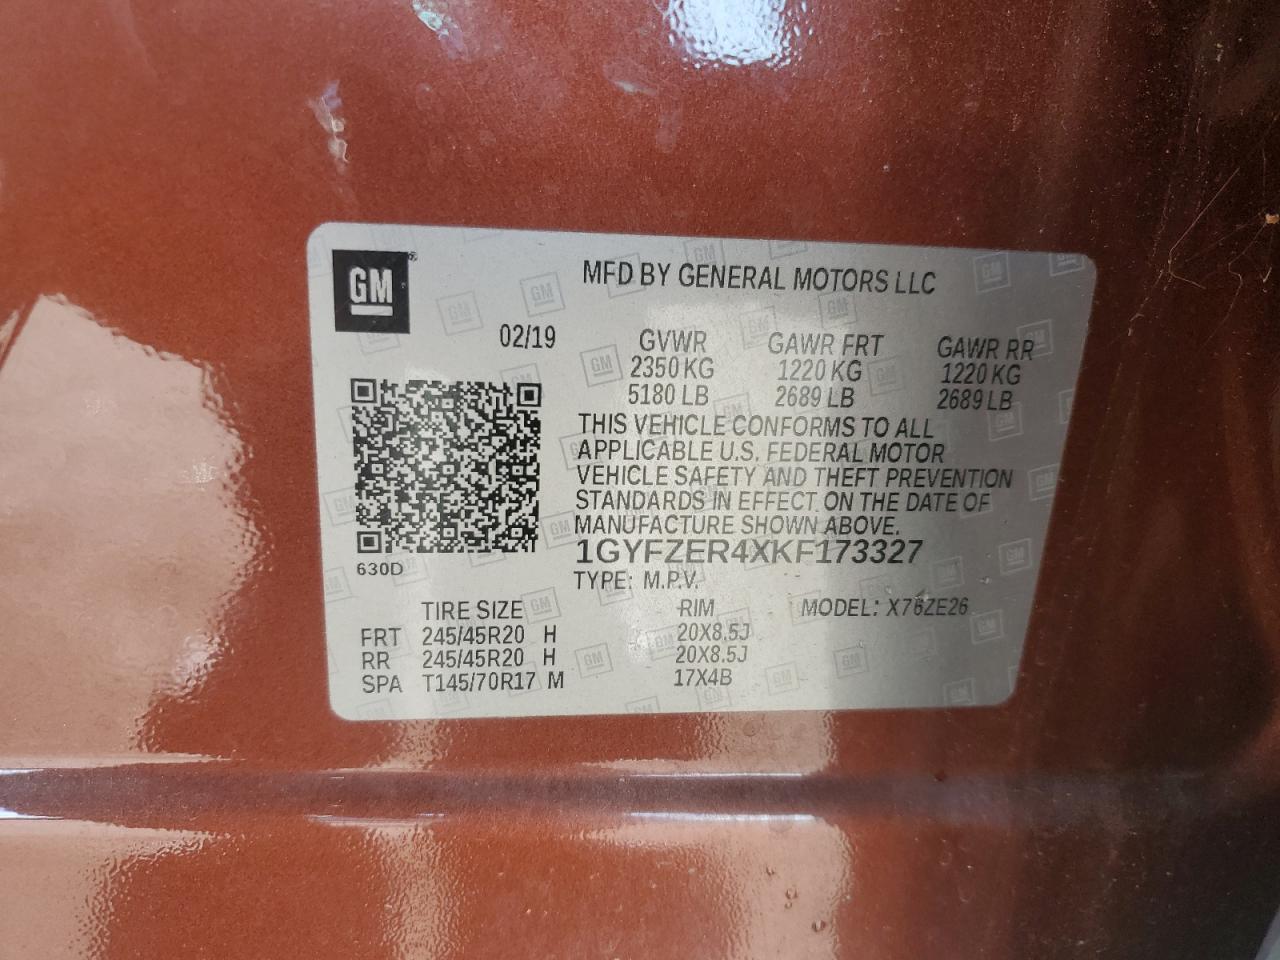 GM
MFD BY GENERAL MOTORS LLC
02/19
GVWR GAWR FRT GAWR RR
2350 KG 1220 KG 1220 KG
5180 LB 2689 LB 2689 LB
THIS VEHICLE CONFORMS TO ALL
APPLICABLE U.S. FEDERAL MOTOR
VEHICLE SAFETY AND THEFT PREVENTION
STANDARDS IN EFFECT ON THE DATE OF
MANUFACTURE SHOWN ABOVE.
1GYFZER4XKF173327
630D
TYPE: M.P.V.
TIRE SIZE RIM MODEL: X76ZE26
FRT 245/45R20 H 20X8.5J
RR 245/45R20 H 20X8.5J
SPA T145/70R17 M 17X4B